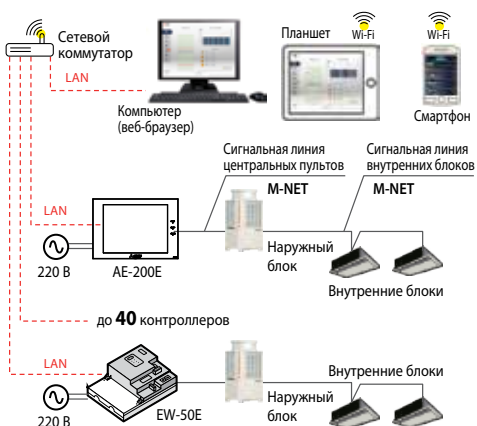 Сетевой
коммутатор
LAN
Компьютер
(веб-браузер)
Планшет
Wi-Fi
Wi-Fi
Смартфон
Сигнальная линия
центральных пультов
M-NET
Сигнальная линия
внутренних блоков
M-NET
LAN
220 В
AE-200E
Наружный
блок
Внутренние блоки
до 40 контроллеров
LAN
220 В
EW-50E
Наружный
блок
Внутренние блоки